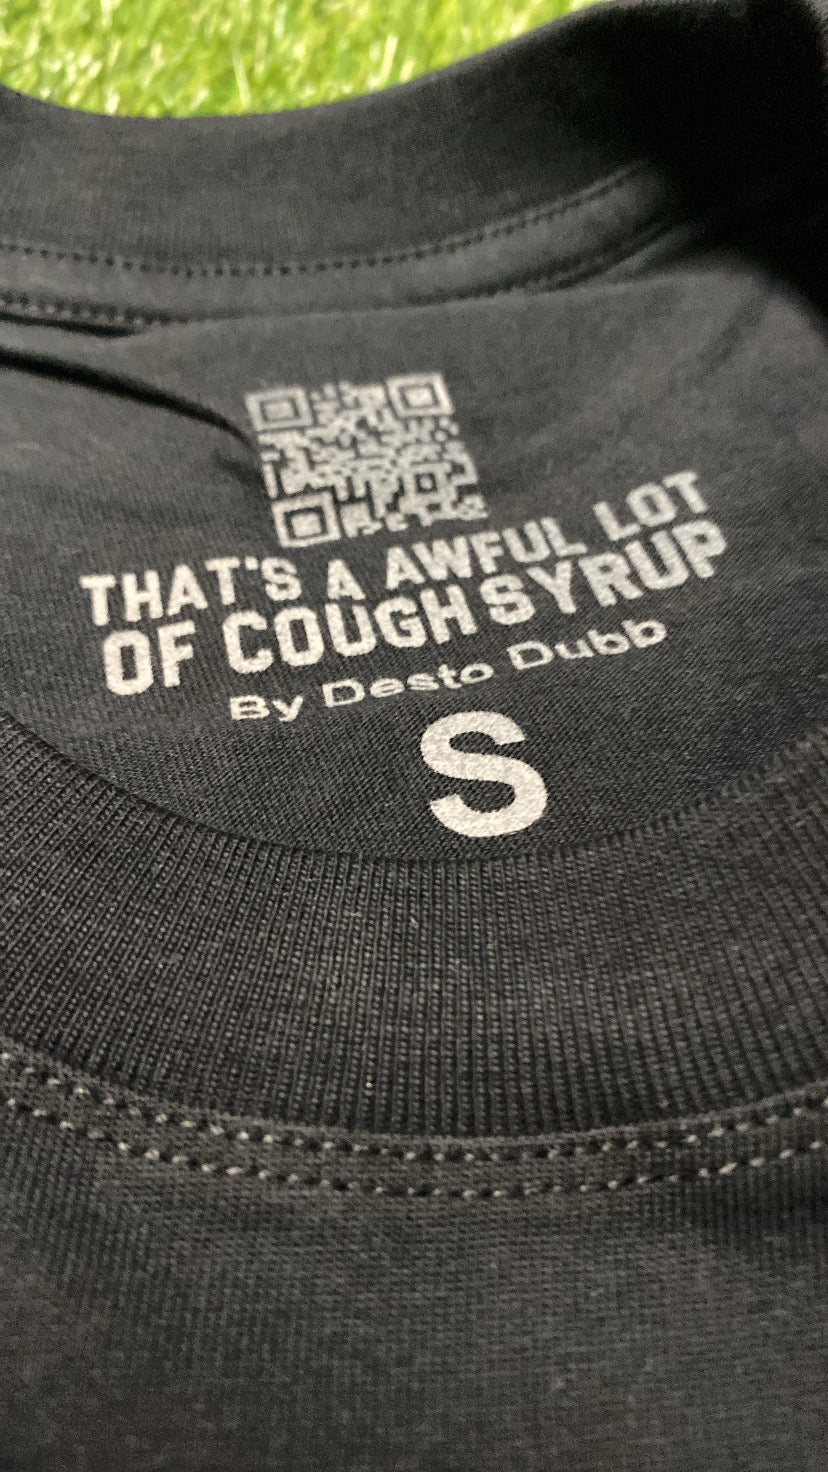 THAT'S A AWFUL LOT
OF COUGH SYRUP
By Desto Dubb
S